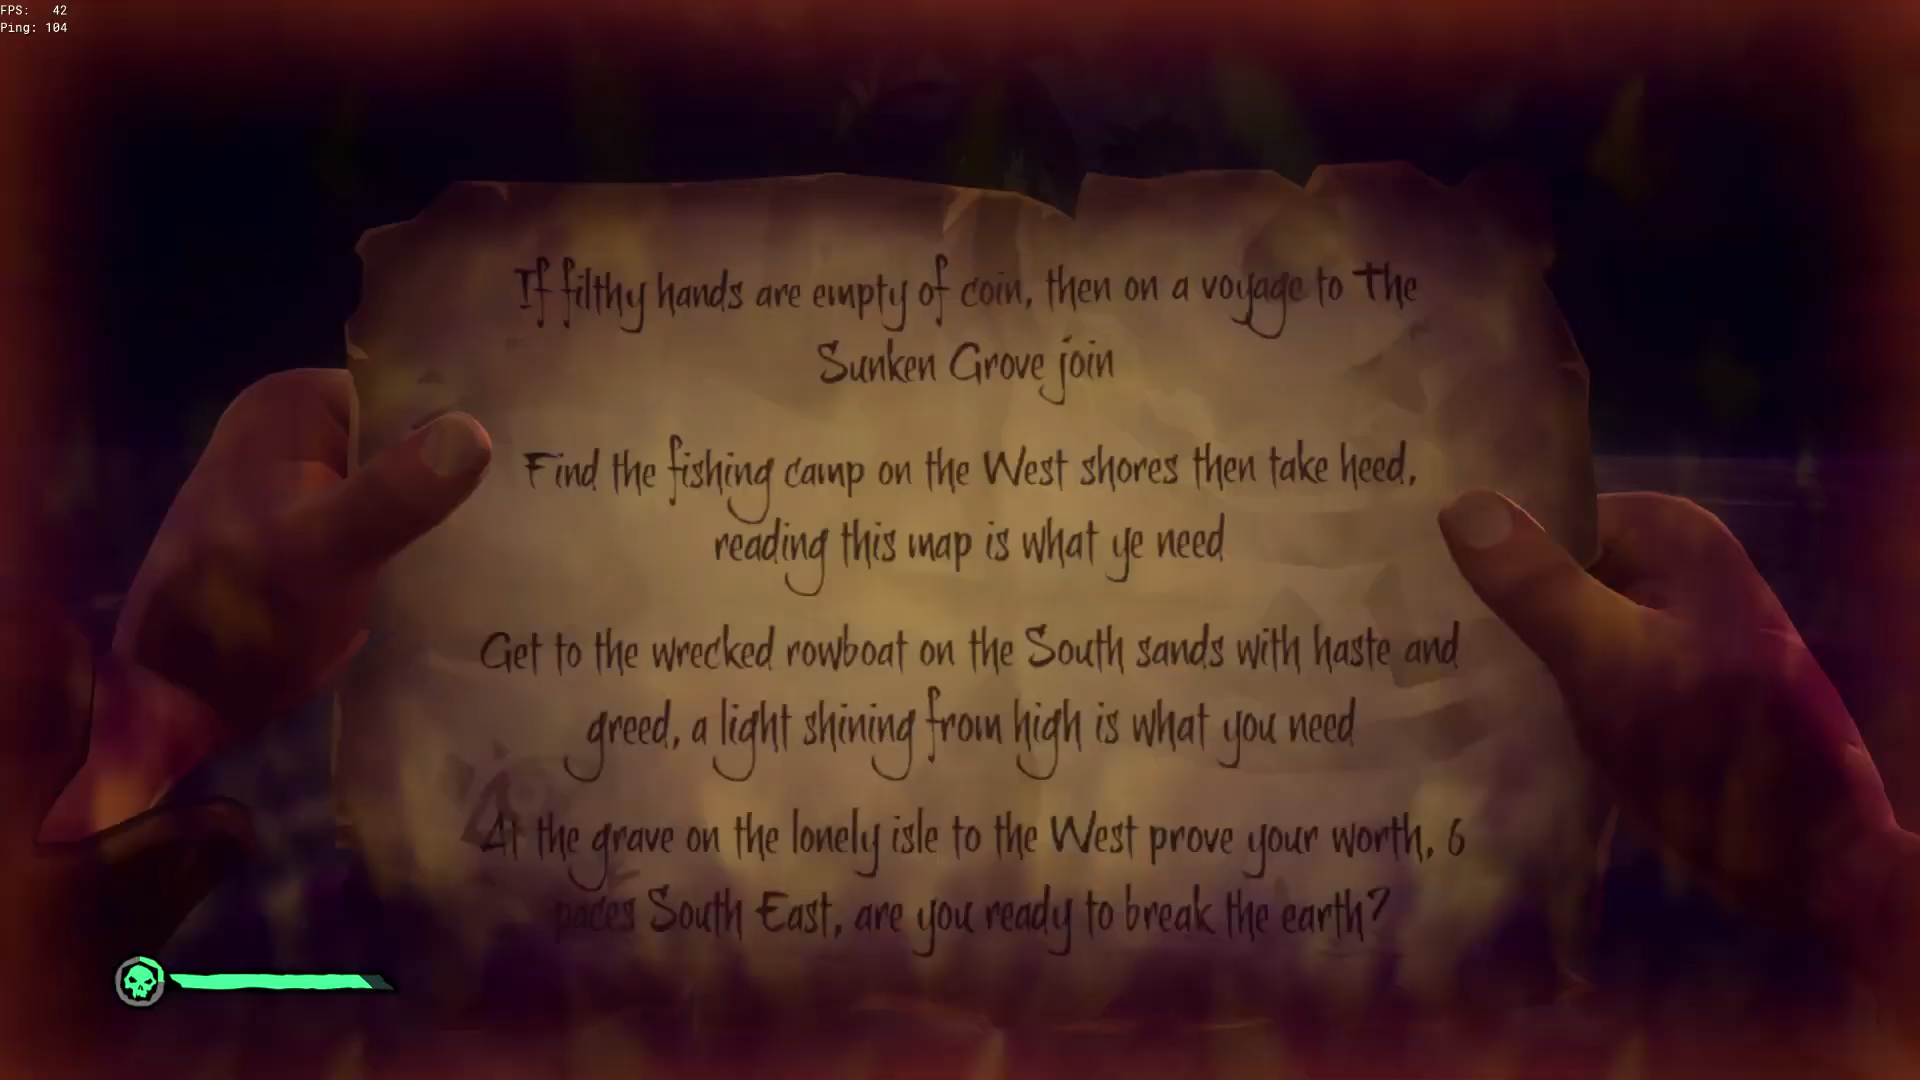 FPS: 42
Ping: 104
If filthy hands are empty of coin, then on a voyage to The
Sunken Grove join
Find the fishing camp on the West shores then take heed,
reading this map is what ye need
Get to the wrecked rowboat on the South sands with haste and
greed, a light shining from high is what you need
At the grave on the lonely isle to the West prove your worth, 6
paces South East, are you ready to break the earth?